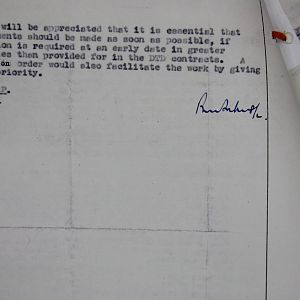 will be appreciated that it is essential that
ents should be made as soon as possible, if
on is required at an early date in greater
es than provided for in the DTD contracts. A
on order would also facilitate the work by giving
riority.